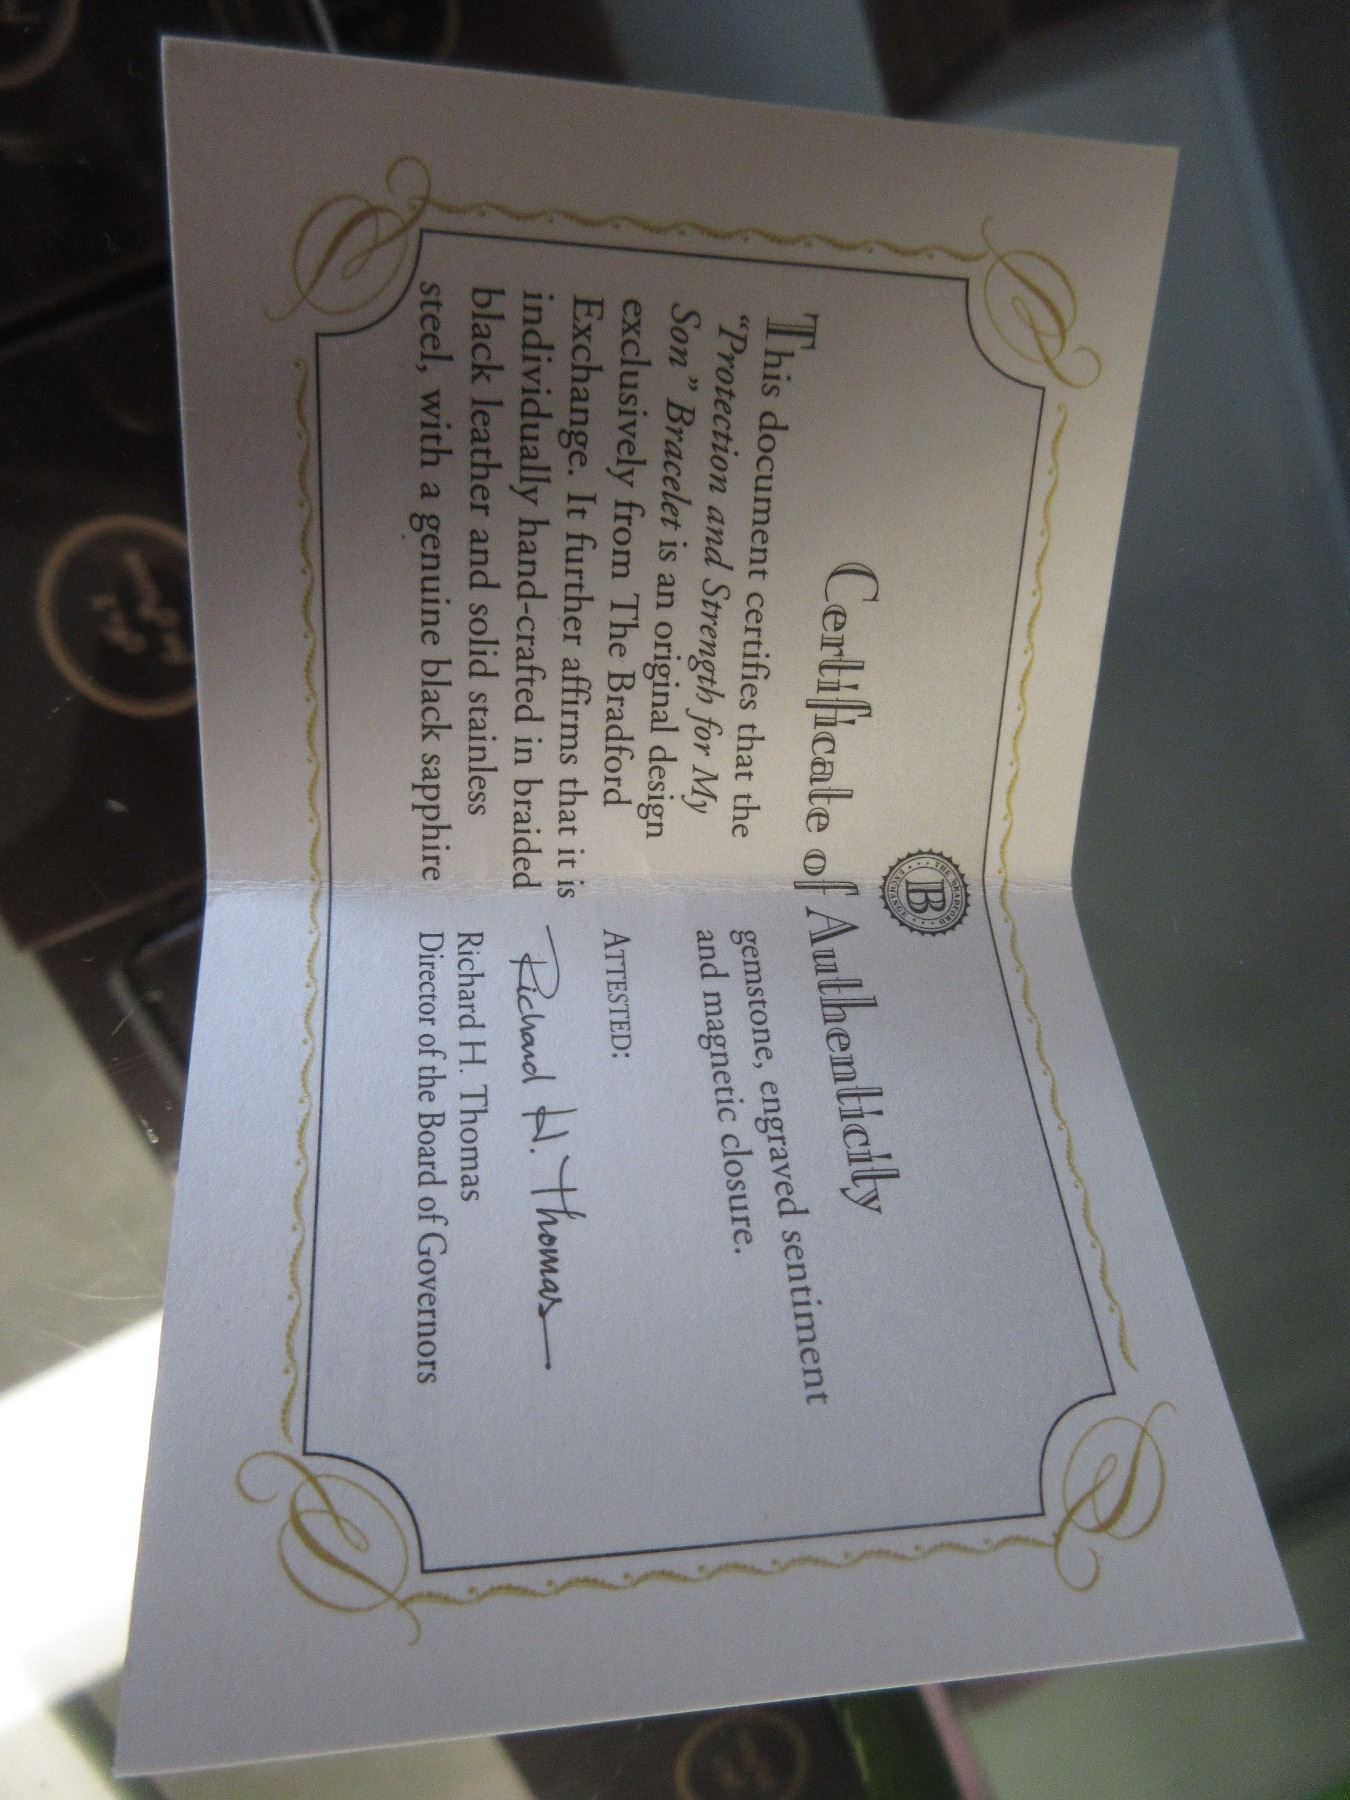 THE BRADFORD EXCHANGE
B
Certificate of Authenticity
This document certifies that the
“Protection and Strength for My
Son” Bracelet is an original design
exclusively from The Bradford
Exchange. It further affirms that it is
individually hand-crafted in braided
black leather and solid stainless
steel, with a genuine black sapphire
gemstone, engraved sentiment
and magnetic closure.
ATTESTED:
Richard H. Thomas
Richard H. Thomas
Director of the Board of Governors